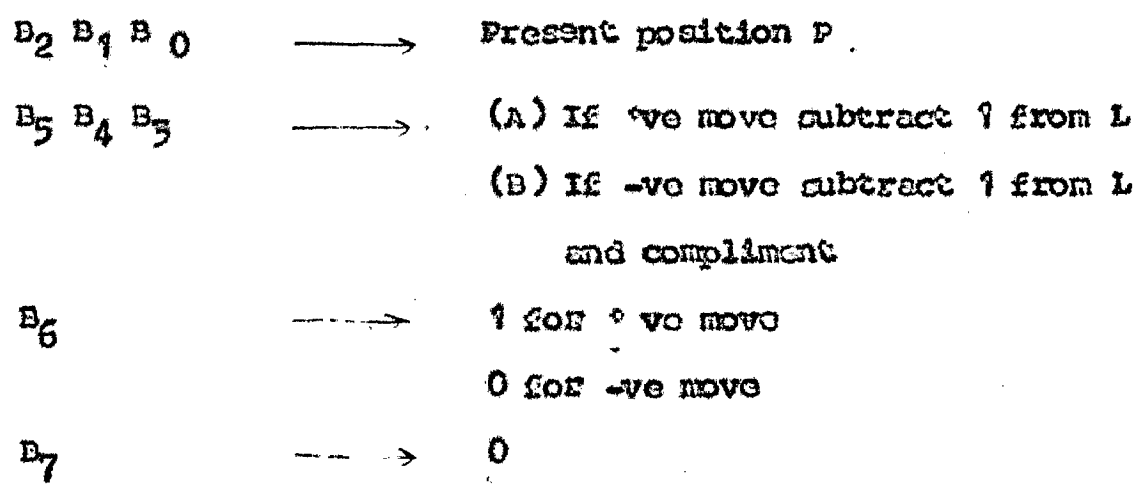 B₂ B₁ B ₀ → Present position P.
B₅ B₄ B₃ → (A) If +ve move subtract 1 from L
(B) If -ve move subtract 1 from L
and compliment
B₆ → 1 for + ve move
0 for -ve move
B₇ → 0